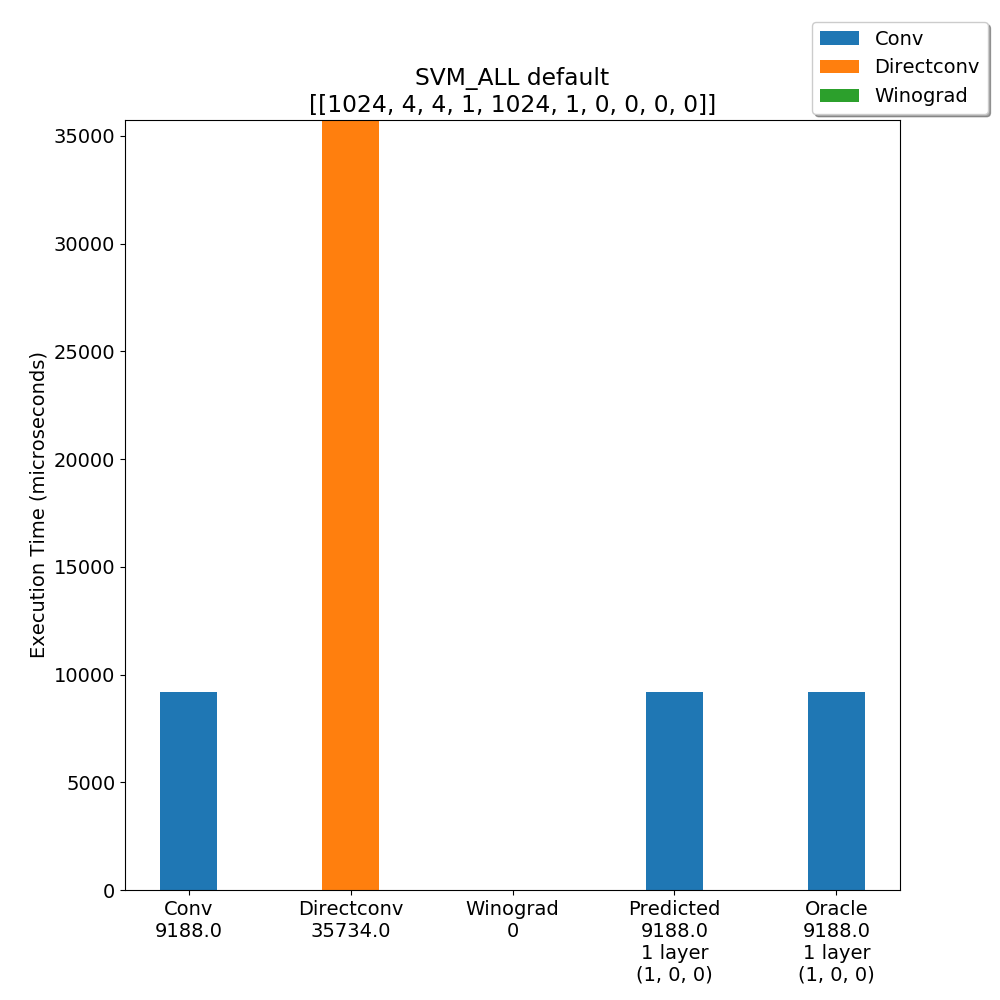 Conv
Directconv
Winograd
SVM_ALL default
[[1024, 4, 4, 1, 1024, 1, 0, 0, 0, 0]]
Execution Time (microseconds)
35000
30000
25000
20000
15000
10000
5000
0
Conv
9188.0
Directconv
35734.0
Winograd
0
Predicted
9188.0
1 layer
(1, 0, 0)
Oracle
9188.0
1 layer
(1, 0, 0)